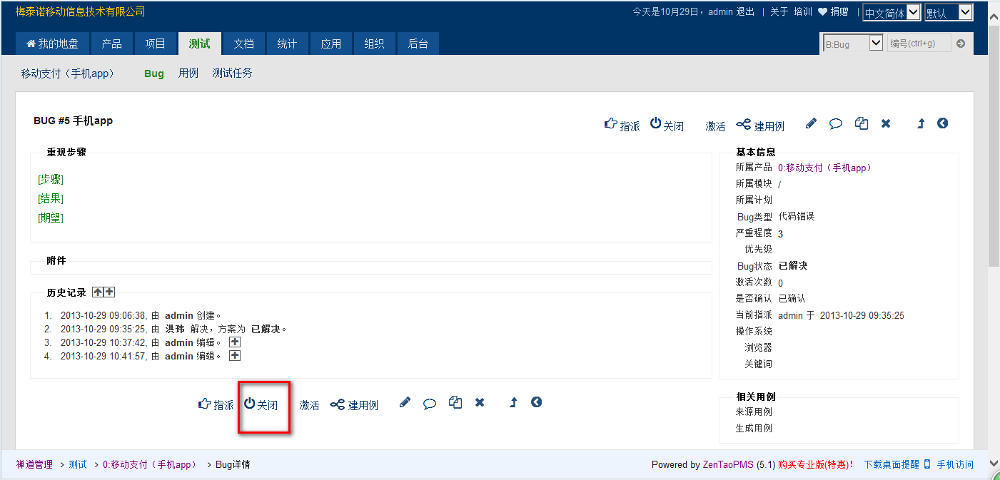 梅泰诺移动信息技术有限公司 今天是10月29日，admin 退出 | 关于 培训 捐赠 | 中文简体 默认
我的地盘 产品 项目 测试 文档 统计 应用 组织 后台 B:Bug 编号(ctrl+g)
移动支付（手机app） Bug 用例 测试任务
BUG #5 手机app 指派 关闭 激活 建用例
重现步骤
[步骤]
[结果]
[期望]
附件
历史记录
1. 2013-10-29 09:06:38, 由 admin 创建。
2. 2013-10-29 09:35:25, 由 洪玮 解决，方案为 已解决。
3. 2013-10-29 10:37:42, 由 admin 编辑。
4. 2013-10-29 10:41:57, 由 admin 编辑。
指派 关闭 激活 建用例
基本信息
所属产品 0:移动支付（手机app）
所属模块 /
所属计划
Bug类型 代码错误
严重程度 3
优先级
Bug状态 已解决
激活次数 0
是否确认 已确认
当前指派 admin 于 2013-10-29 09:35:25
操作系统
浏览器
关键词
相关用例
来源用例
生成用例
禅道管理 > 测试 > 0:移动支付（手机app） > Bug详情 Powered by ZenTaoPMS (5.1) 购买专业版(特惠)！ 下载桌面提醒 手机访问